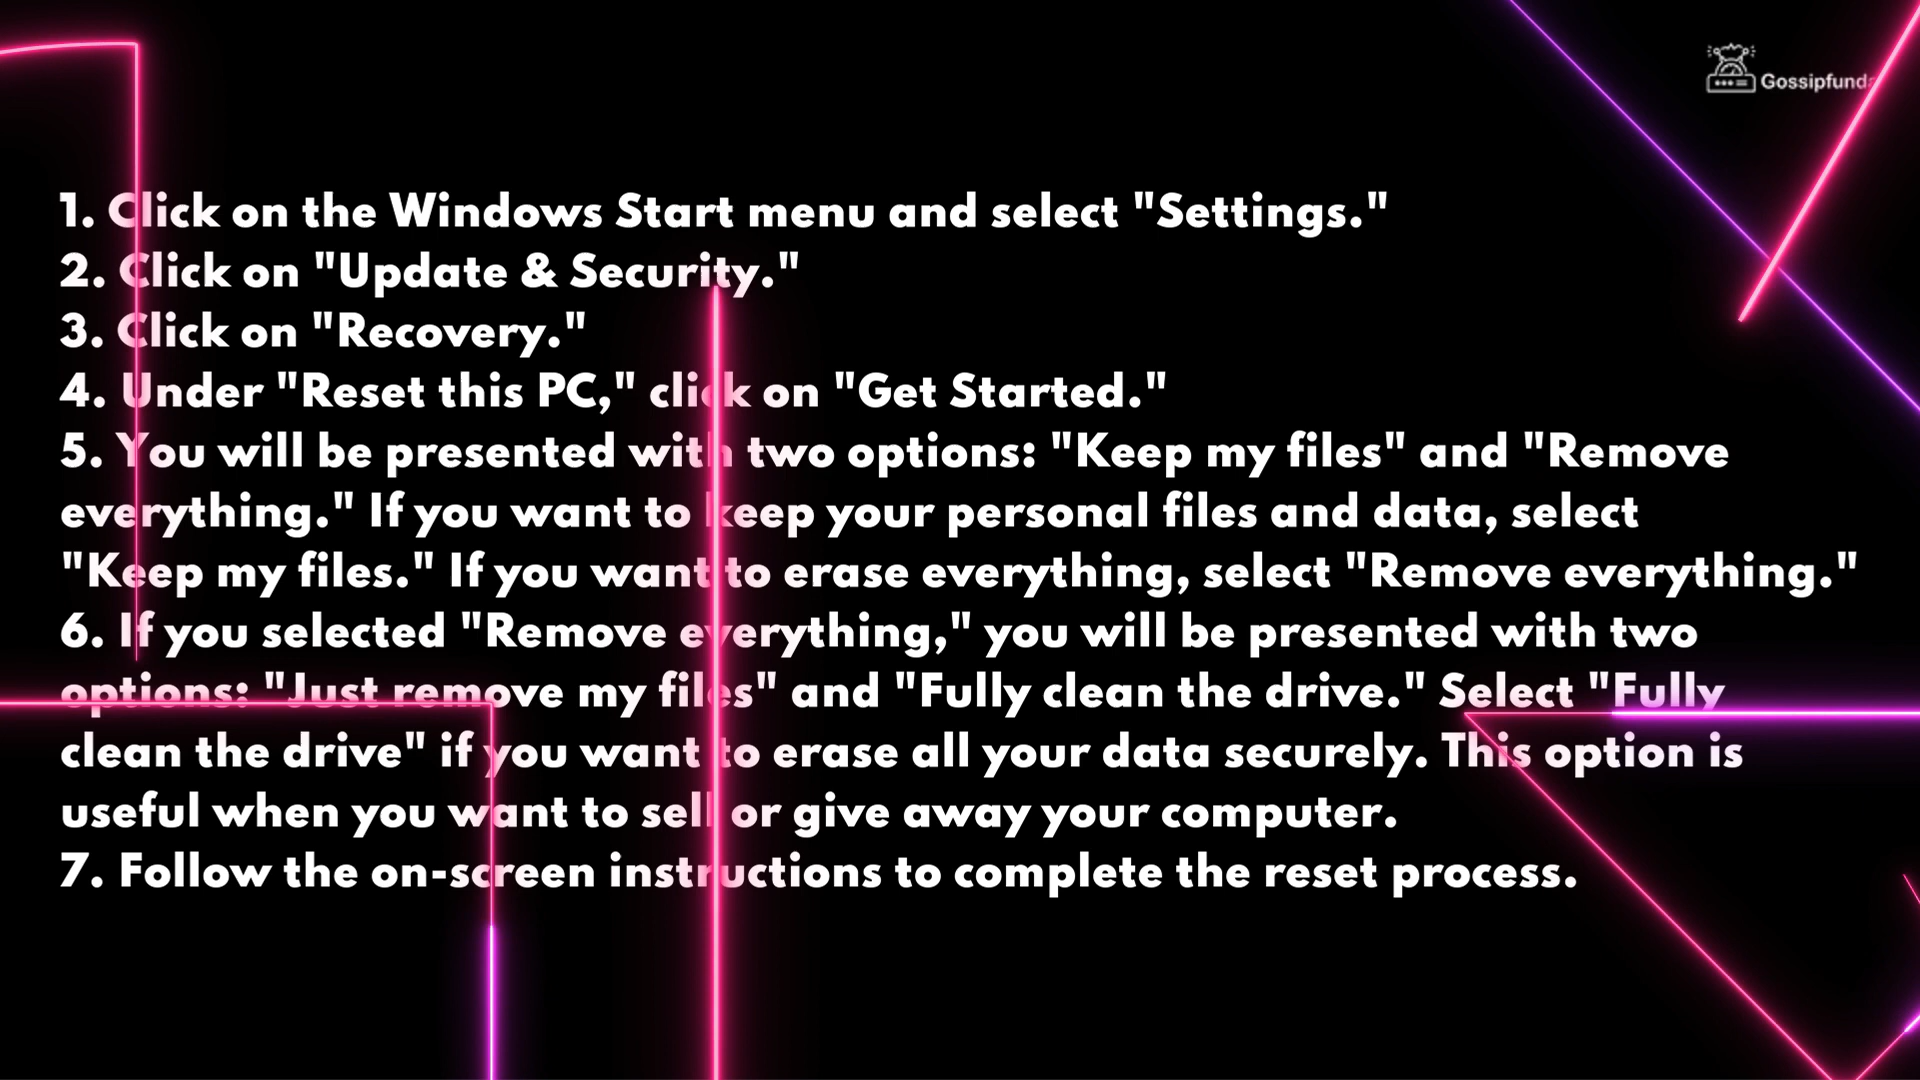 Gossipfunda
1. Click on the Windows Start menu and select "Settings."
2. Click on "Update & Security."
3. Click on "Recovery."
4. Under "Reset this PC," click on "Get Started."
5. You will be presented with two options: "Keep my files" and "Remove
everything." If you want to keep your personal files and data, select
"Keep my files." If you want to erase everything, select "Remove everything."
6. If you selected "Remove everything," you will be presented with two
options: "Just remove my files" and "Fully clean the drive." Select "Fully
clean the drive" if you want to erase all your data securely. This option is
useful when you want to sell or give away your computer.
7. Follow the on-screen instructions to complete the reset process.